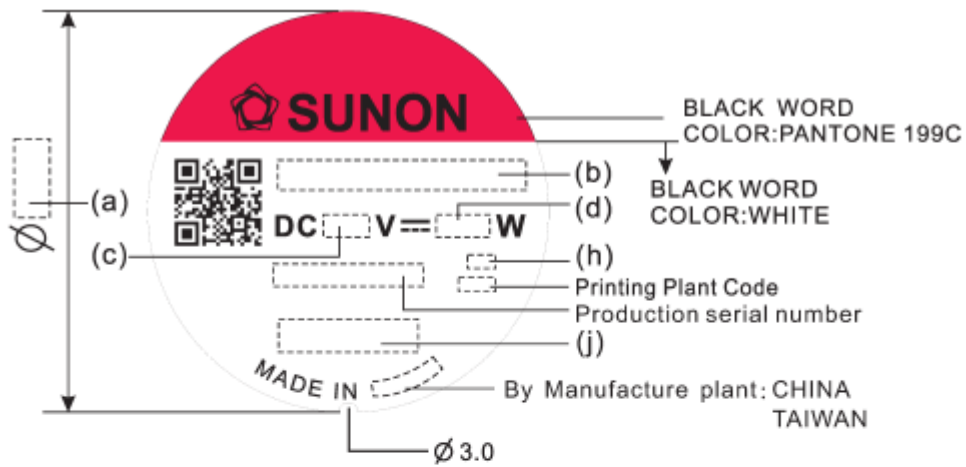 SUNON
BLACK WORD
COLOR:PANTONE 199C
BLACK WORD
COLOR:WHITE
(a)
Ø
(b)
DC V⎓ W
(d)
(c)
(h)
Printing Plant Code
Production serial number
(j)
MADE IN
By Manufacture plant: CHINA
TAIWAN
Ø 3.0